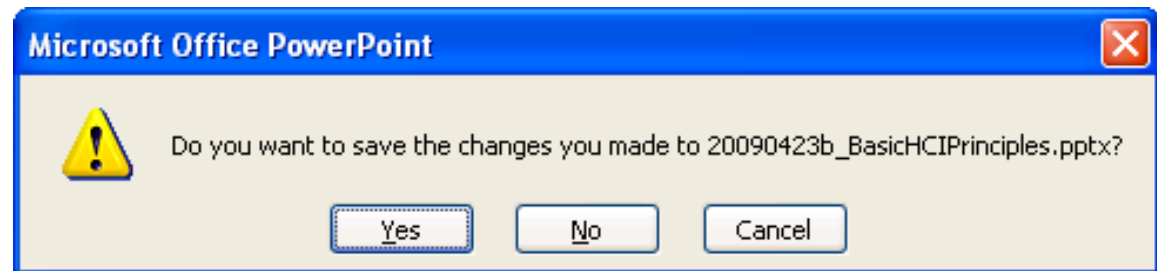 Microsoft Office PowerPoint
Do you want to save the changes you made to 20090423b_BasicHCIPrinciples.pptx?
Yes
No
Cancel